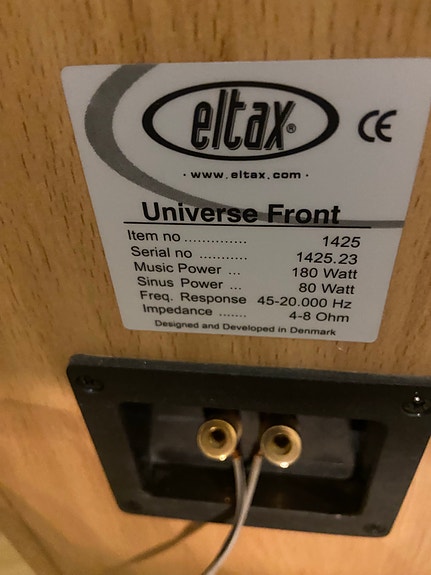 eltax®
CE
· www.eltax.com ·
Universe Front
Item no .............. 1425
Serial no ........... 1425.23
Music Power ... 180 Watt
Sinus Power ... 80 Watt
Freq. Response 45-20.000 Hz
Impedance ....... 4-8 Ohm
Designed and Developed in Denmark